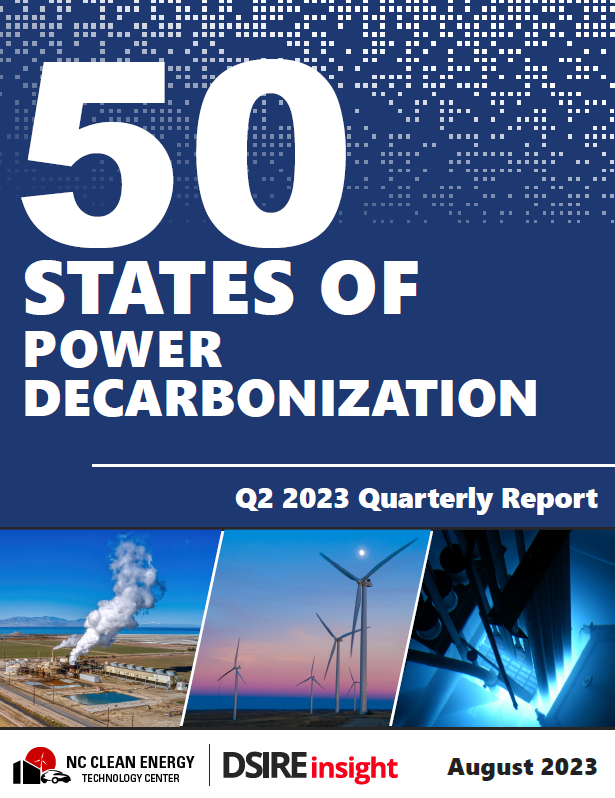 50
STATES OF
POWER
DECARBONIZATION
Q2 2023 Quarterly Report
NC CLEAN ENERGY
TECHNOLOGY CENTER
DSIRE insight
August 2023